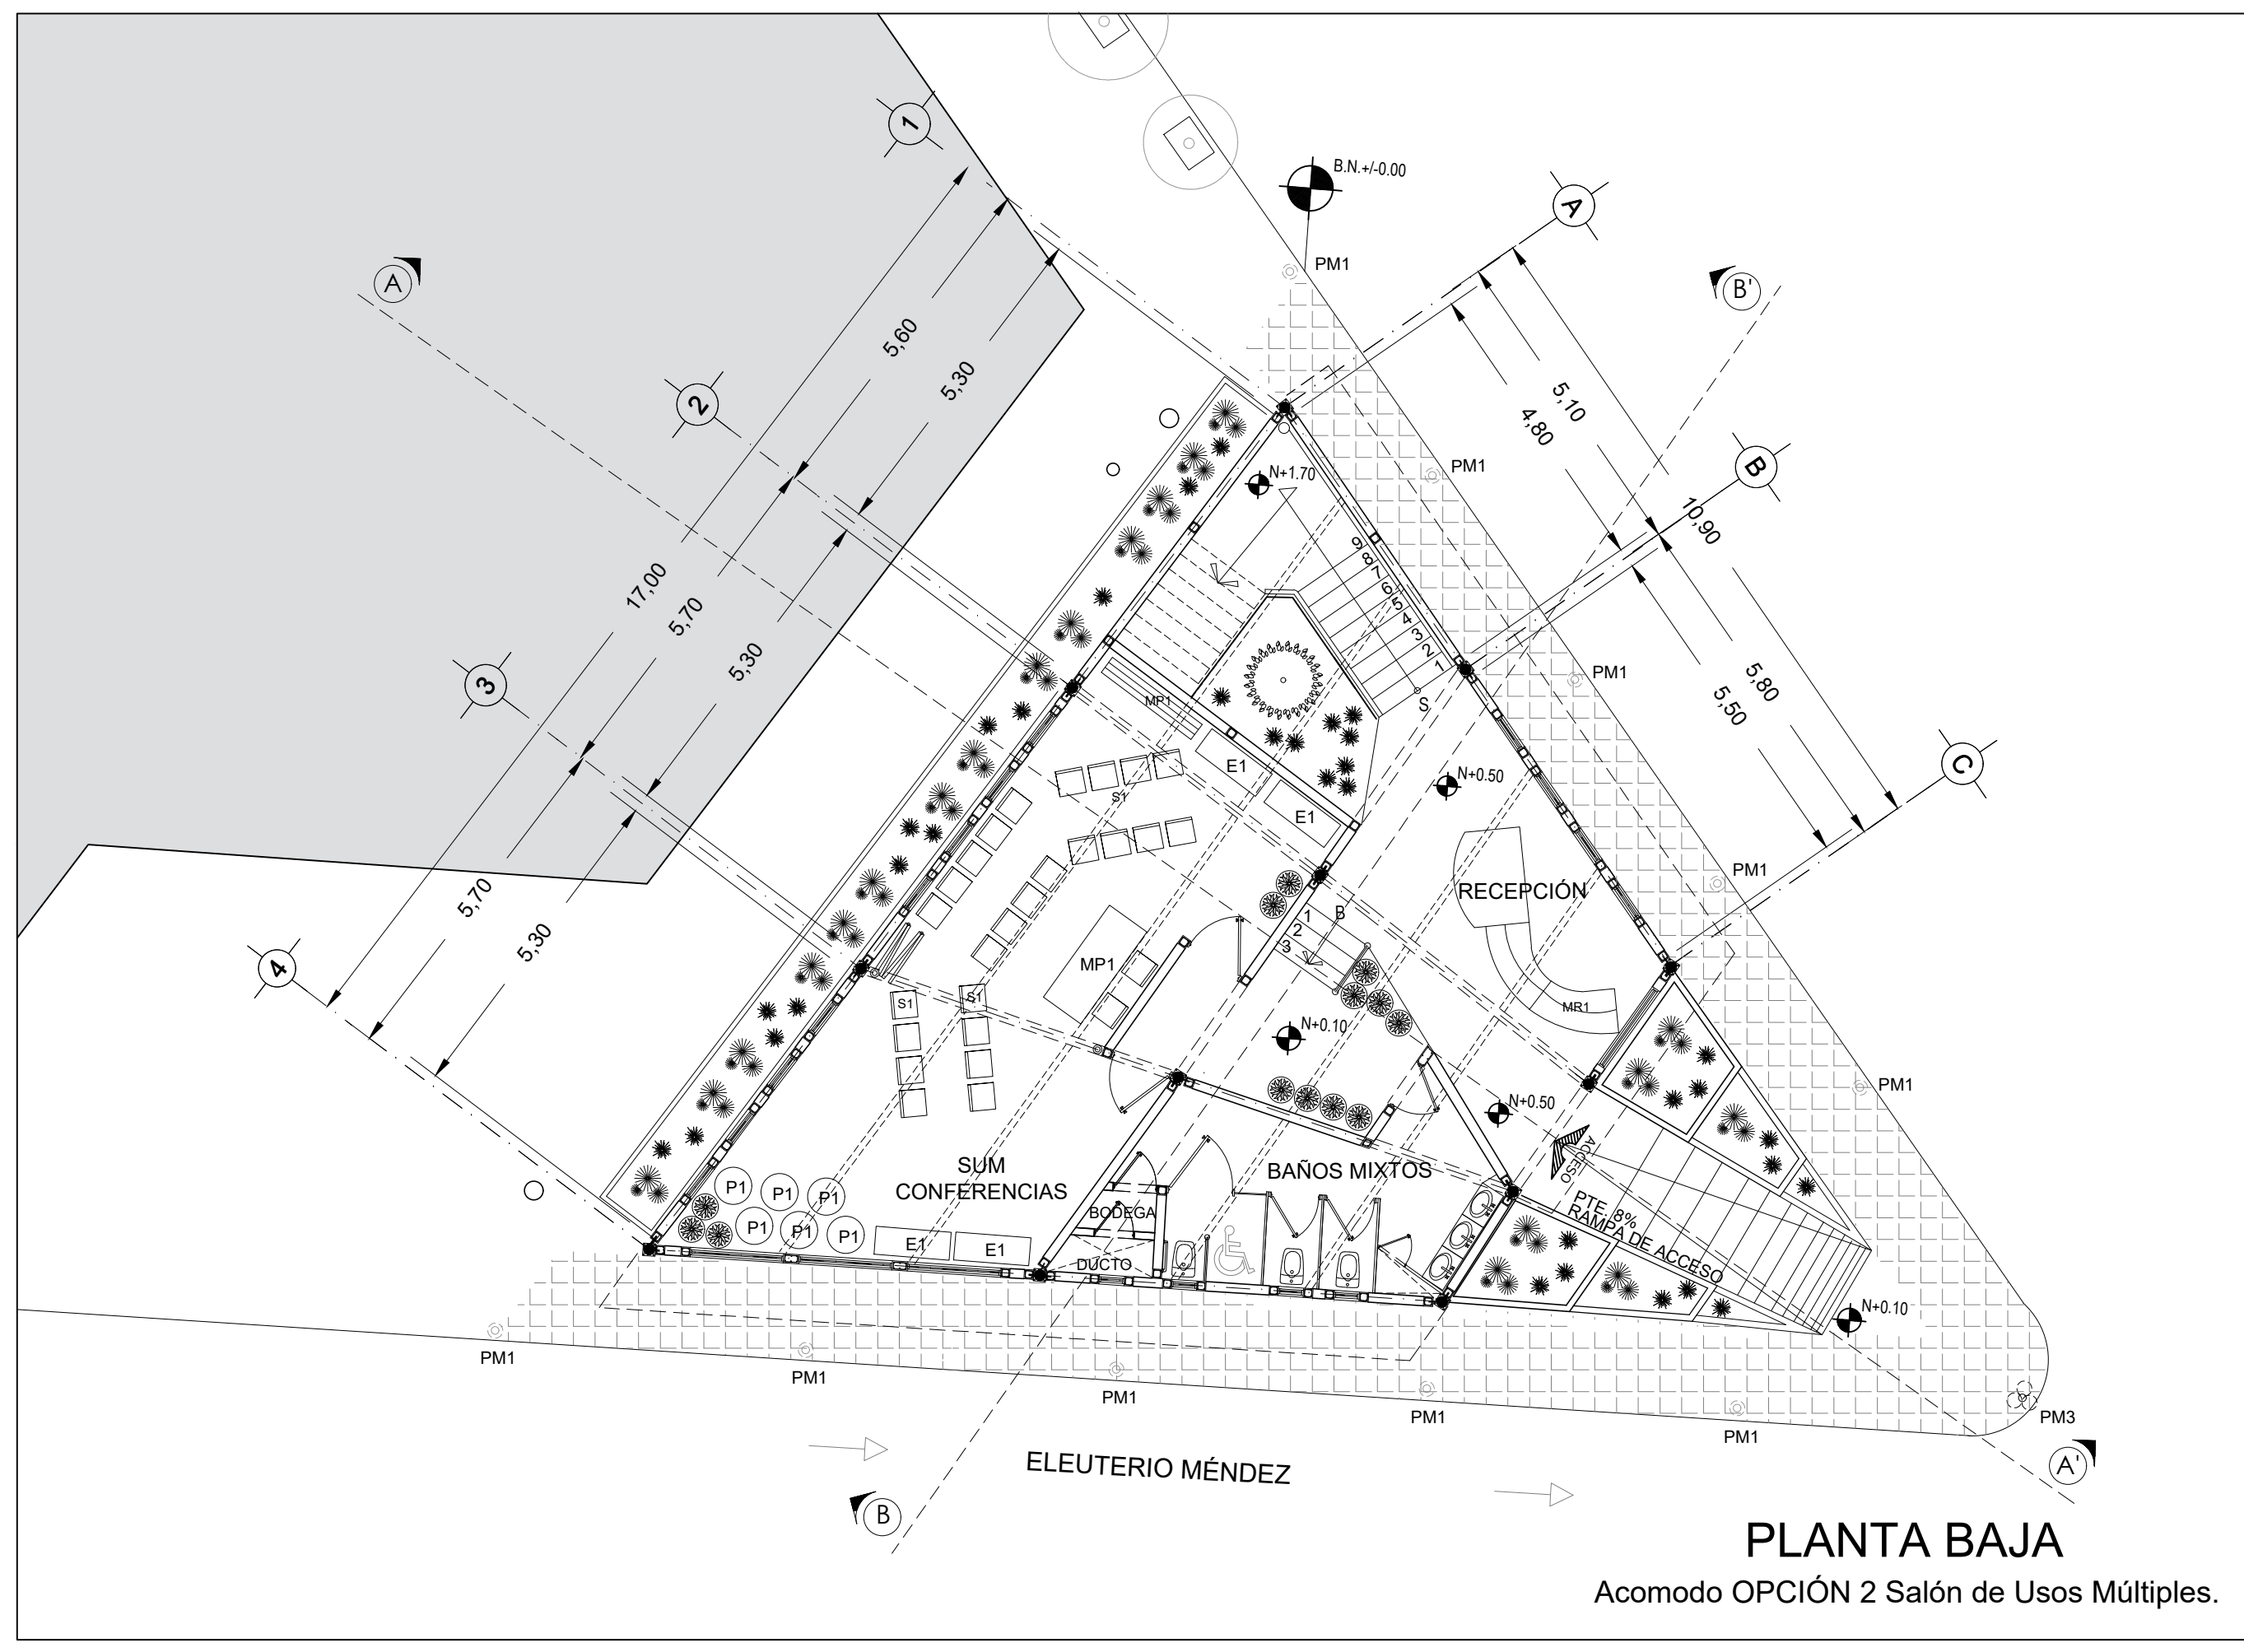 1
A
B.N.+/-0.00
PM1
A
B'
5,60
5,30
2
5,10
4,80
B
10,90
PM1
N+1.70
17,00
5,70
5,30
3
9
8
7
6
5
4
3
2
1
S
PM1
5,80
5,50
C
MP1
E1
E1
S1
N+0.50
RECEPCIÓN
PM1
5,70
5,30
4
1
2
3
B
MP1
S1
S1
MR1
N+0.10
PM1
N+0.50
ACCESO
SUM
CONFERENCIAS
BAÑOS MIXTOS
BODEGA
DUCTO
P1
P1
P1
P1
P1
P1
E1
E1
PTE. 8%
RAMPA DE ACCESO
N+0.10
PM1
PM1
PM1
PM1
PM1
PM3
A'
B
ELEUTERIO MÉNDEZ
PLANTA BAJA
Acomodo OPCIÓN 2 Salón de Usos Múltiples.